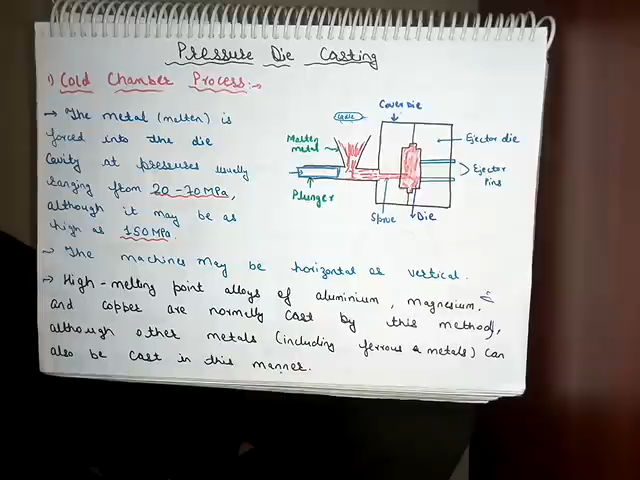 Pressure Die Casting
1) Cold Chamber Process:-
→ The metal (molten) is
forced into the die
cavity at pressures usually
ranging from 20-70MPa,
although it may be as
high as 150MPa.
Ladle
Molten
metal
Plunger
Cover die
Ejector die
Ejector
Pins
Sprue
Die
→ The machines may be horizontal or vertical.
→ High-melting point alloys of aluminium, magnesium,
and copper are normally cast by this method,
although other metals (including ferrous metals) can
also be cast in this manner.